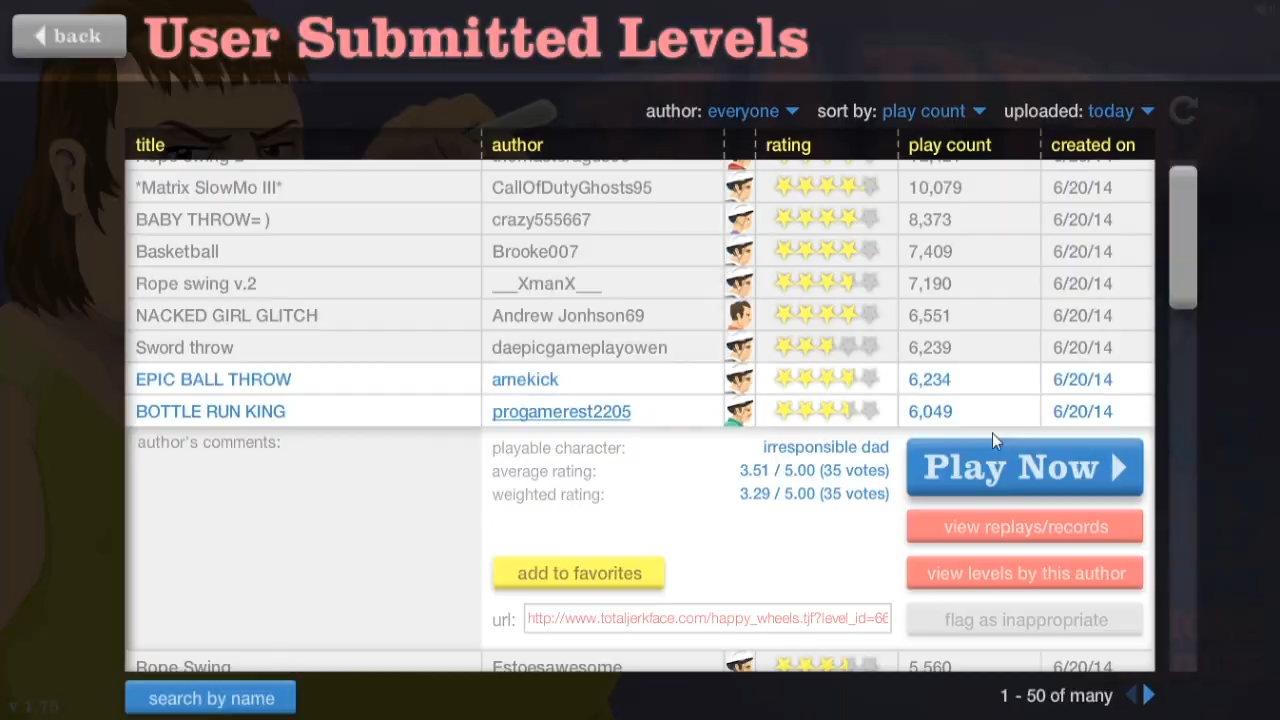 back
User Submitted Levels
author: everyone sort by: play count uploaded: today
title author rating play count created on
*Matrix SlowMo III* CallOfDutyGhosts95 10,079 6/20/14
BABY THROW= ) crazy555667 8,373 6/20/14
Basketball Brooke007 7,409 6/20/14
Rope swing v.2 ___XmanX___ 7,190 6/20/14
NACKED GIRL GLITCH Andrew Jonhson69 6,551 6/20/14
Sword throw daepicgameplayowen 6,239 6/20/14
EPIC BALL THROW arnekick 6,234 6/20/14
BOTTLE RUN KING progamerest2205 6,049 6/20/14
author's comments:
playable character: irresponsible dad
average rating: 3.51 / 5.00 (35 votes)
weighted rating: 3.29 / 5.00 (35 votes)
Play Now
view replays/records
add to favorites
view levels by this author
url: http://www.totaljerkface.com/happy_wheels.tjf?level_id=66
flag as inappropriate
Rope Swing Estoesawesome 5,560 6/20/14
search by name
1 - 50 of many
v 1.75